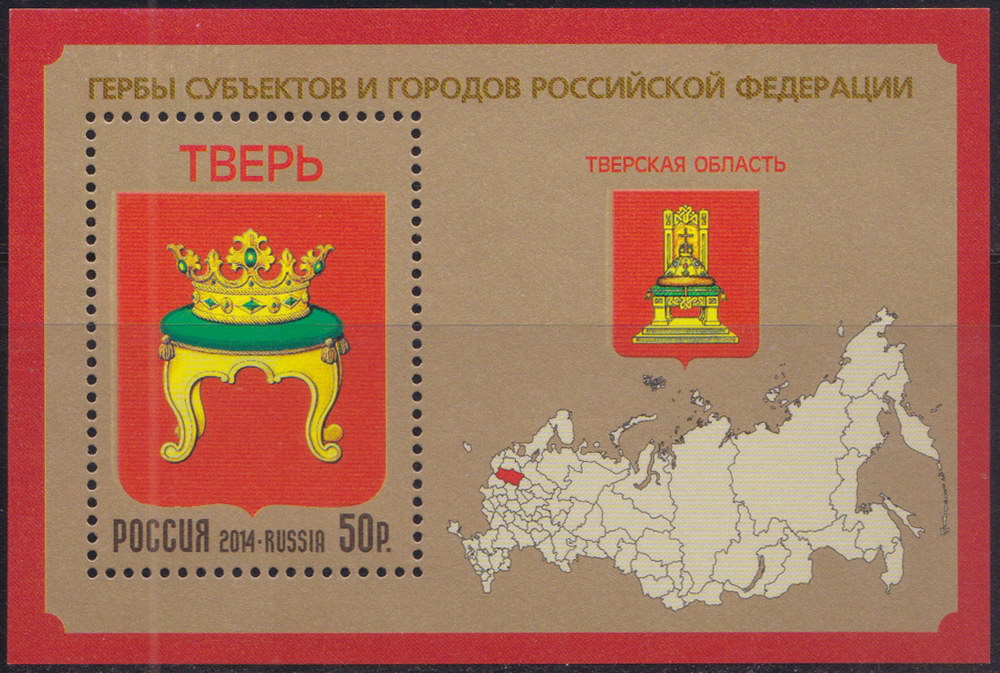 ГЕРБЫ СУБЪЕКТОВ И ГОРОДОВ РОССИЙСКОЙ ФЕДЕРАЦИИ
ТВЕРЬ
ТВЕРСКАЯ ОБЛАСТЬ
РОССИЯ 2014·RUSSIA 50Р.